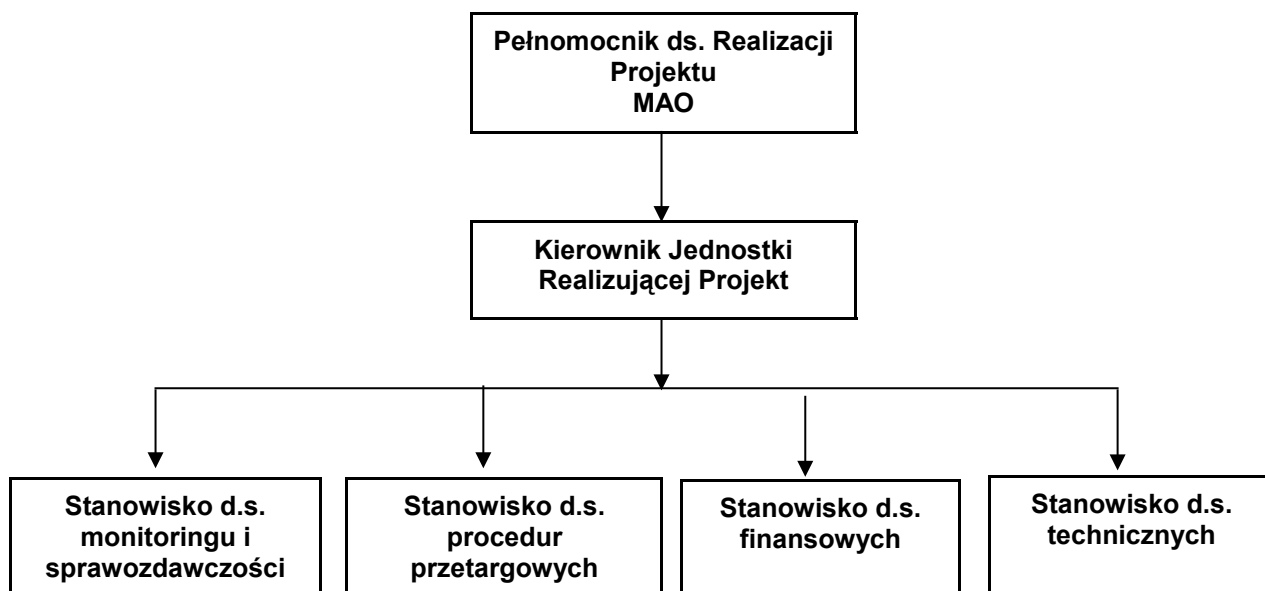 Pełnomocnik ds. Realizacji
Projektu
MAO
Kierownik Jednostki
Realizującej Projekt
Stanowisko d.s.
monitoringu i
sprawozdawczości
Stanowisko d.s.
procedur
przetargowych
Stanowisko d.s.
finansowych
Stanowisko d.s.
technicznych